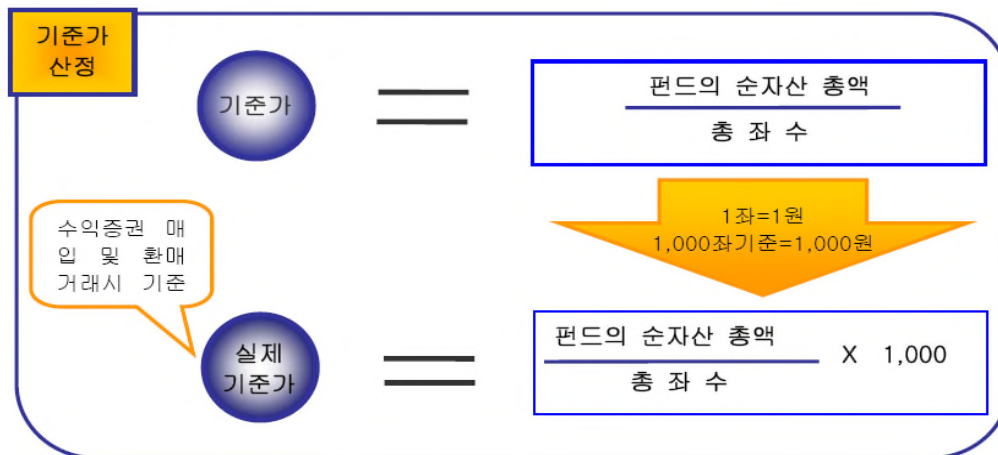 기준가
산정
기준가
펀드의 순자산 총액
총 좌 수
1좌=1원
1,000좌기준=1,000원
수익증권 매
입 및 환매
거래시 기준
실제
기준가
펀드의 순자산 총액
총 좌 수
X 1,000